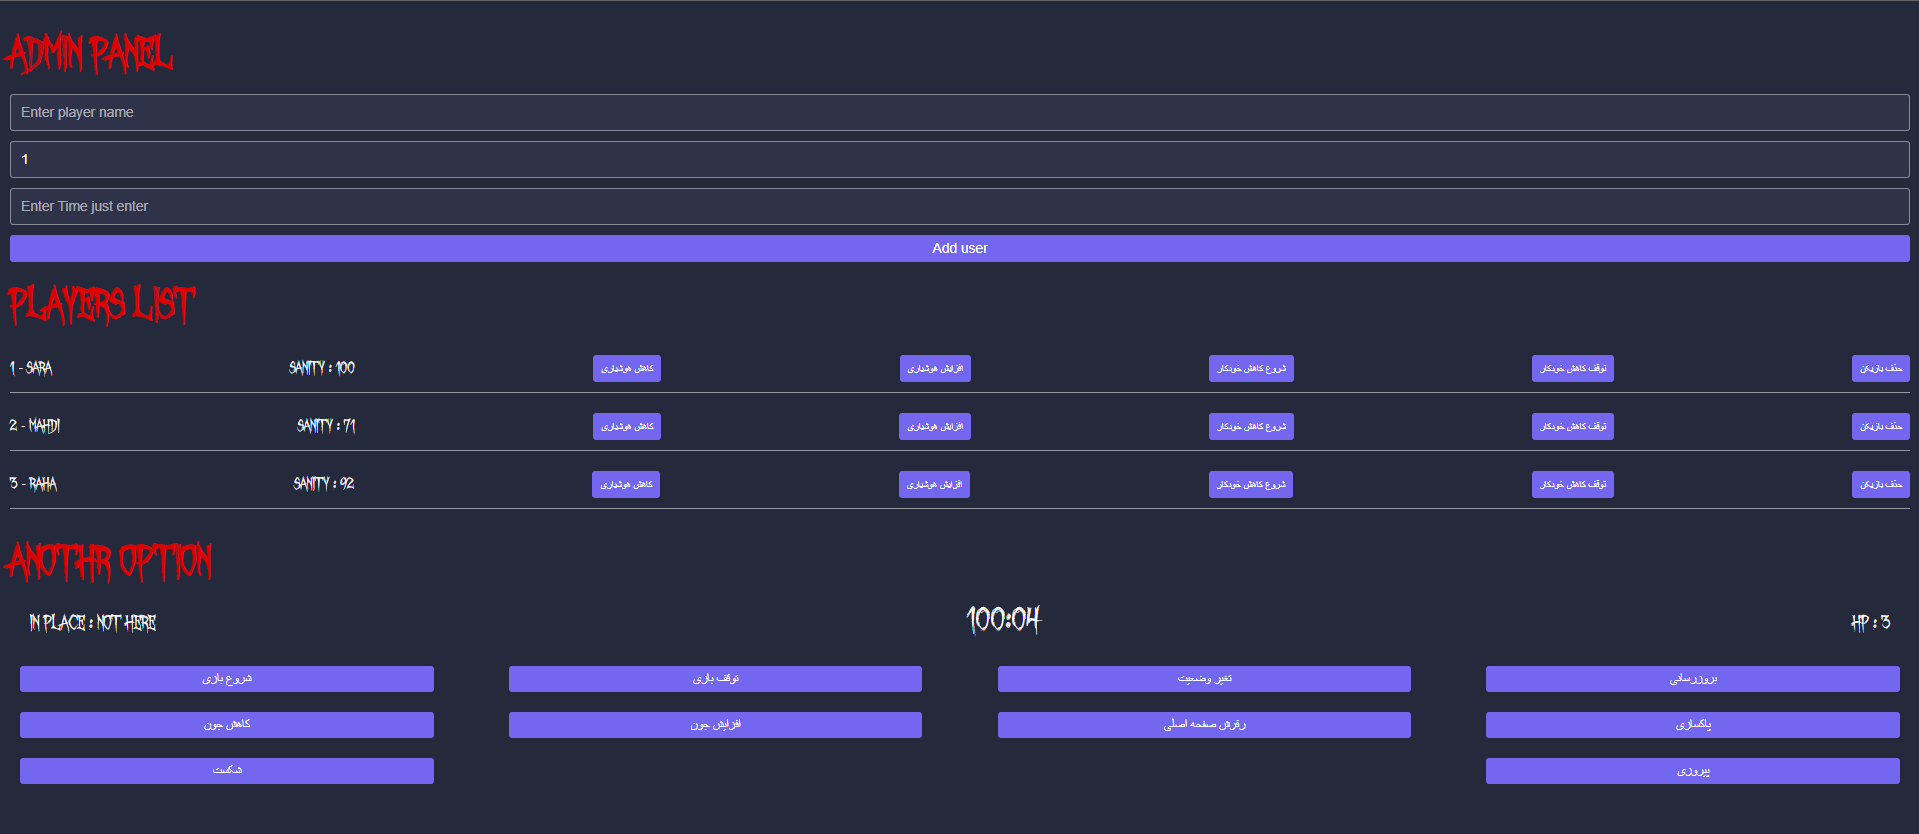 ADMIN PANEL
Enter player name
1
Enter Time just enter
Add user
PLAYERS LIST
1 - SARA SANITY : 100 کاهش هوشیاری افزایش هوشیاری شروع کاهش خودکار توقف کاهش خودکار حذف بازیکن
2 - MAHDI SANITY : 71 کاهش هوشیاری افزایش هوشیاری شروع کاهش خودکار توقف کاهش خودکار حذف بازیکن
3 - RAHA SANITY : 92 کاهش هوشیاری افزایش هوشیاری شروع کاهش خودکار توقف کاهش خودکار حذف بازیکن
ANOTHR OPTION
IN PLACE : NOT HERE 100:04 HP : 3
شروع بازی توقف بازی تغیر وضعیت بروزرسانی
کاهش جون افزایش جون رفرش صفحه اصلی پاکسازی
شکست پیروزی